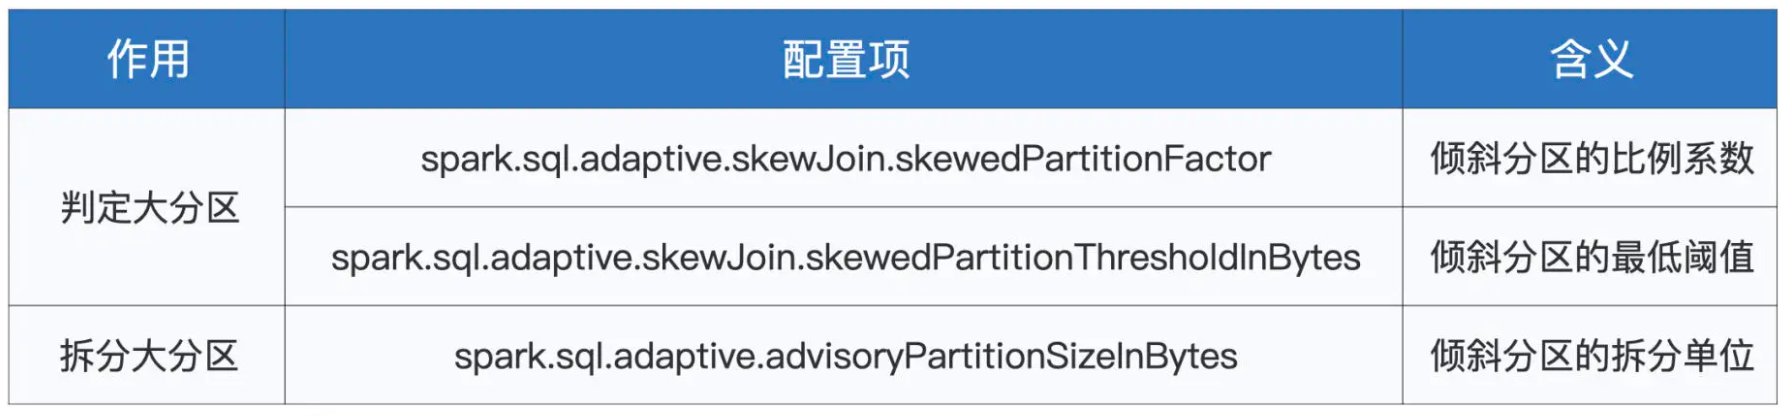 作用 配置项 含义
判定大分区
spark.sql.adaptive.skewJoin.skewedPartitionFactor 倾斜分区的比例系数
spark.sql.adaptive.skewJoin.skewedPartitionThresholdInBytes 倾斜分区的最低阈值
拆分大分区 spark.sql.adaptive.advisoryPartitionSizeInBytes 倾斜分区的拆分单位